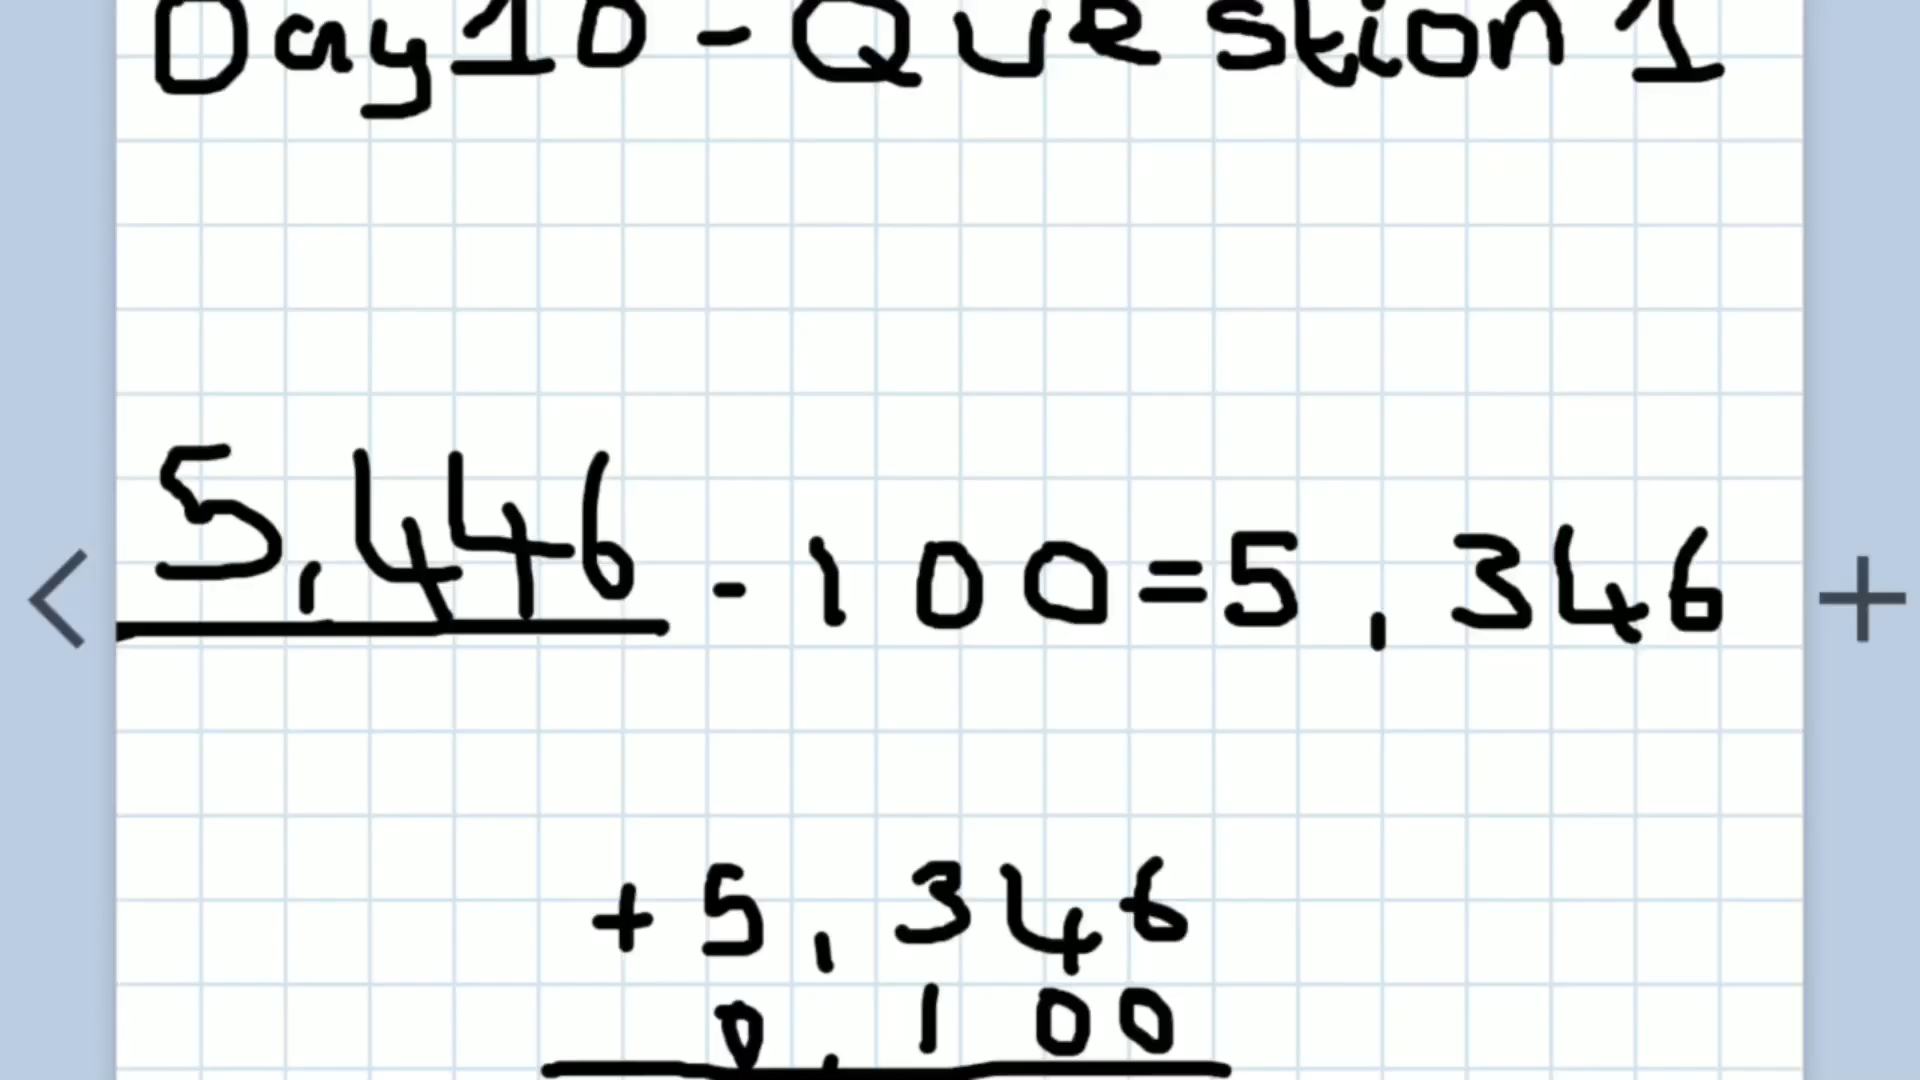 Day 10 - Question 1
5,446 - 100 = 5,346
+ 5,346
0,100